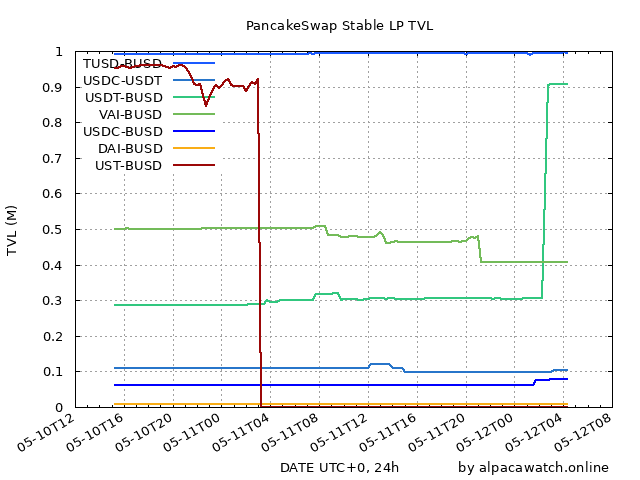 PancakeSwap Stable LP TVL
1
0.9
0.8
0.7
0.6
0.5
0.4
0.3
0.2
0.1
0
TVL (M)
TUSD-BUSD
USDC-USDT
USDT-BUSD
VAI-BUSD
USDC-BUSD
DAI-BUSD
UST-BUSD
05-10T12
05-10T16
05-10T20
05-11T00
05-11T04
05-11T08
05-11T12
05-11T16
05-11T20
05-12T00
05-12T04
05-12T08
DATE UTC+0, 24h
by alpacawatch.online